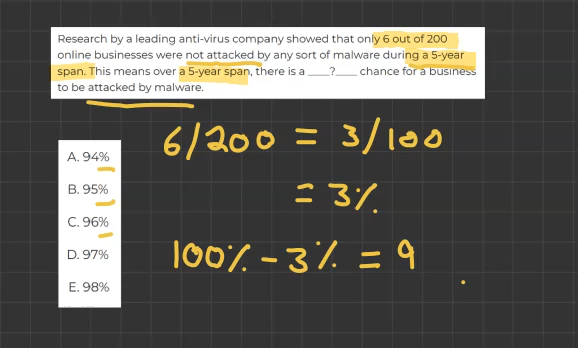 Research by a leading anti-virus company showed that only 6 out of 200
online businesses were not attacked by any sort of malware during a 5-year
span. This means over a 5-year span, there is a ____?____ chance for a business
to be attacked by malware.
A. 94%
B. 95%
C. 96%
D. 97%
E. 98%
6/200 = 3/100
= 3%
100% - 3% = 9